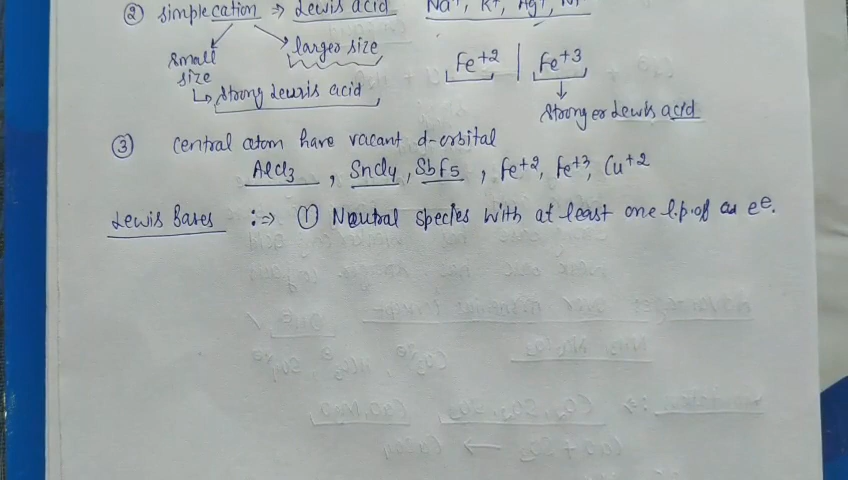 ② simple cation ⇒ Lewis acid Na+, K+, Ag+,
small size
larger size
↳ strong Lewis acid
Fe+2 | Fe+3
↓
stronger Lewis acid
③ central atom have vacant d-orbital
AlCl3, SnCl4, SbF5, Fe+2, Fe+3, Cu+2
Lewis Bases :⇒ ① Neutral species with at least one l.p. of e⊖.